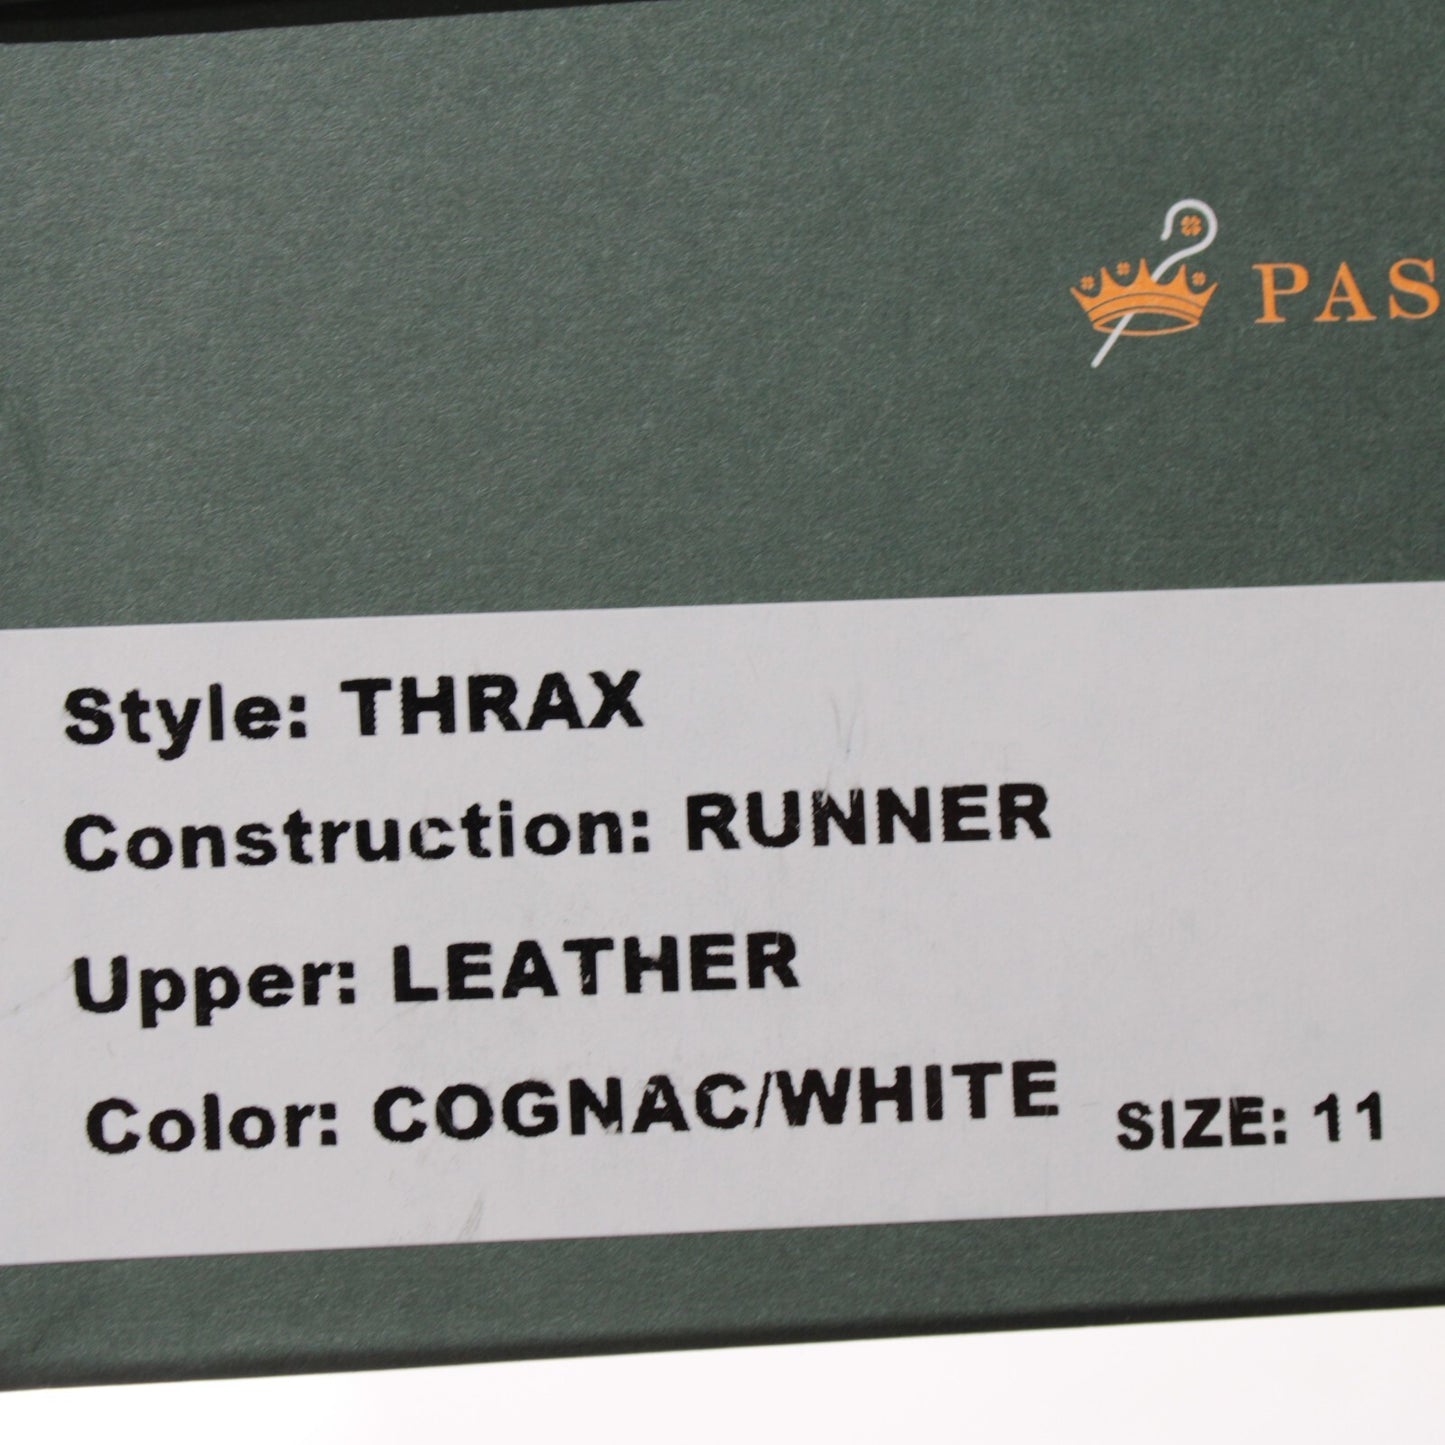 PAS
Style: THRAX
Construction: RUNNER
Upper: LEATHER
Color: COGNAC/WHITE SIZE: 11